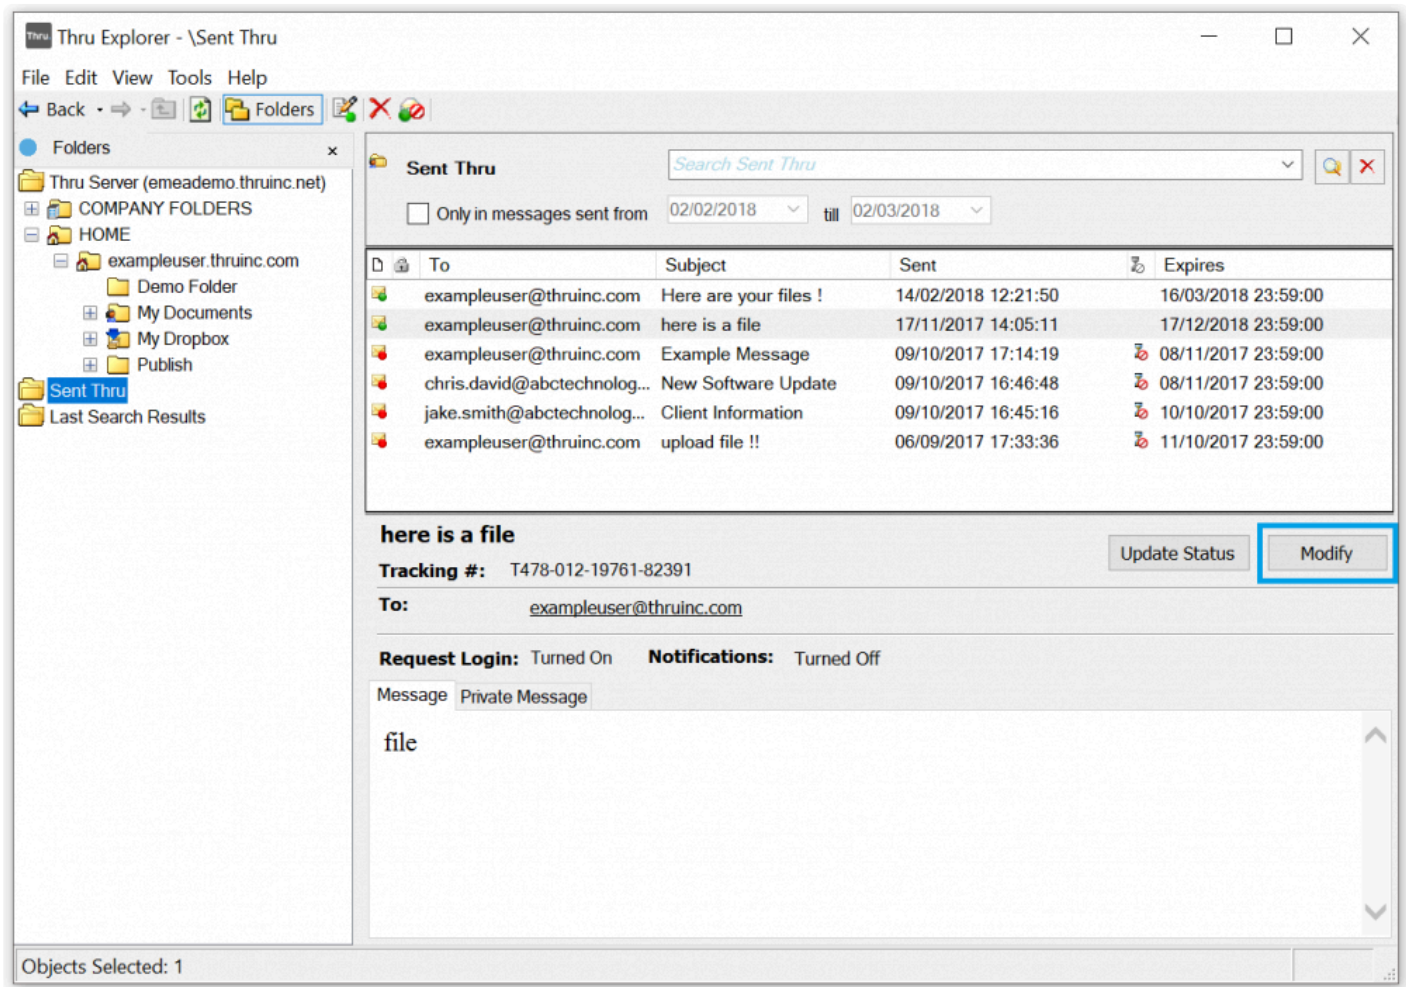 Thru Thru Explorer - \Sent Thru
File Edit View Tools Help
Back Folders
Folders x
Thru Server (emeademo.thruinc.net)
COMPANY FOLDERS
HOME
exampleuser.thruinc.com
Demo Folder
My Documents
My Dropbox
Publish
Sent Thru
Last Search Results
Sent Thru Search Sent Thru
Only in messages sent from 02/02/2018 till 02/03/2018
To Subject Sent Expires
exampleuser@thruinc.com Here are your files ! 14/02/2018 12:21:50 16/03/2018 23:59:00
exampleuser@thruinc.com here is a file 17/11/2017 14:05:11 17/12/2018 23:59:00
exampleuser@thruinc.com Example Message 09/10/2017 17:14:19 08/11/2017 23:59:00
chris.david@abctechnolog... New Software Update 09/10/2017 16:46:48 08/11/2017 23:59:00
jake.smith@abctechnolog... Client Information 09/10/2017 16:45:16 10/10/2017 23:59:00
exampleuser@thruinc.com upload file !! 06/09/2017 17:33:36 11/10/2017 23:59:00
here is a file
Update Status Modify
Tracking #: T478-012-19761-82391
To: exampleuser@thruinc.com
Request Login: Turned On Notifications: Turned Off
Message Private Message
file
Objects Selected: 1